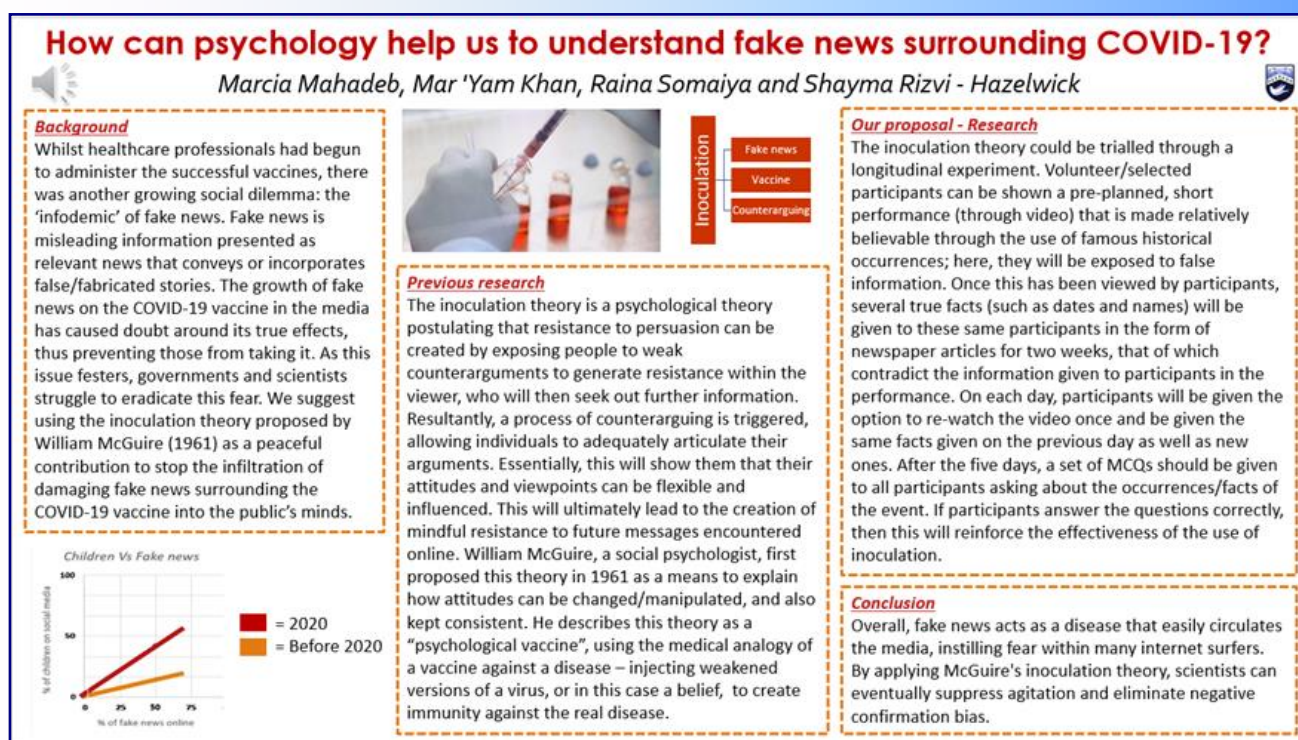 How can psychology help us to understand fake news surrounding COVID-19?
Marcia Mahadeb, Mar 'Yam Khan, Raina Somaiya and Shayma Rizvi - Hazelwick
Background
Whilst healthcare professionals had begun
to administer the successful vaccines, there
was another growing social dilemma: the
'infodemic' of fake news. Fake news is
misleading information presented as
relevant news that conveys or incorporates
false/fabricated stories. The growth of fake
news on the COVID-19 vaccine in the media
has caused doubt around its true effects,
thus preventing those from taking it. As this
issue festers, governments and scientists
struggle to eradicate this fear. We suggest
using the inoculation theory proposed by
William McGuire (1961) as a peaceful
contribution to stop the infiltration of
damaging fake news surrounding the
COVID-19 vaccine into the public's minds.
Children Vs Fake news
% of children on social media
100
50
0
0 25 50 75
% of fake news online
= 2020
= Before 2020
Inoculation
Fake news
Vaccine
Counterarguing
Previous research
The inoculation theory is a psychological theory
postulating that resistance to persuasion can be
created by exposing people to weak
counterarguments to generate resistance within the
viewer, who will then seek out further information.
Resultantly, a process of counterarguing is triggered,
allowing individuals to adequately articulate their
arguments. Essentially, this will show them that their
attitudes and viewpoints can be flexible and
influenced. This will ultimately lead to the creation of
mindful resistance to future messages encountered
online. William McGuire, a social psychologist, first
proposed this theory in 1961 as a means to explain
how attitudes can be changed/manipulated, and also
kept consistent. He describes this theory as a
"psychological vaccine", using the medical analogy of
a vaccine against a disease – injecting weakened
versions of a virus, or in this case a belief, to create
immunity against the real disease.
Our proposal - Research
The inoculation theory could be trialled through a
longitudinal experiment. Volunteer/selected
participants can be shown a pre-planned, short
performance (through video) that is made relatively
believable through the use of famous historical
occurrences; here, they will be exposed to false
information. Once this has been viewed by participants,
several true facts (such as dates and names) will be
given to these same participants in the form of
newspaper articles for two weeks, that of which
contradict the information given to participants in the
performance. On each day, participants will be given the
option to re-watch the video once and be given the
same facts given on the previous day as well as new
ones. After the five days, a set of MCQs should be given
to all participants asking about the occurrences/facts of
the event. If participants answer the questions correctly,
then this will reinforce the effectiveness of the use of
inoculation.
Conclusion
Overall, fake news acts as a disease that easily circulates
the media, instilling fear within many internet surfers.
By applying McGuire's inoculation theory, scientists can
eventually suppress agitation and eliminate negative
confirmation bias.